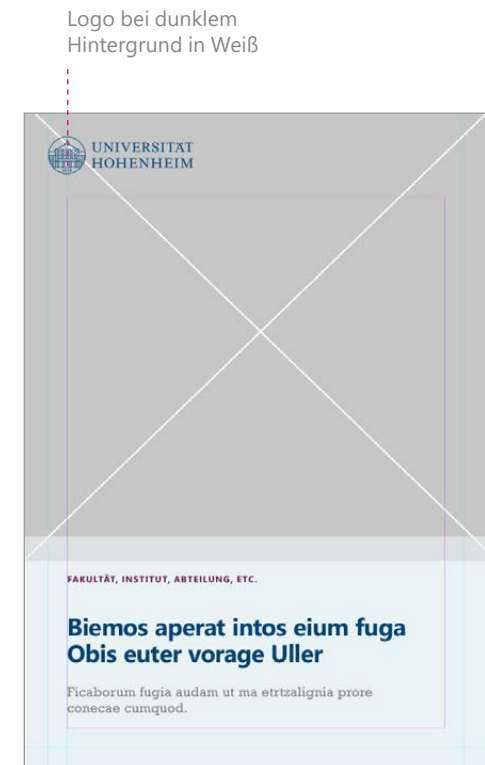 Logo bei dunklem
Hintergrund in Weiß
UNIVERSITÄT
HOHENHEIM
FAKULTÄT, INSTITUT, ABTEILUNG, ETC.
Biemos aperat intos eium fuga
Obis euter vorage Uller
Ficaborum fugia audam ut ma etrtzalignia prore
conecae cumquod.